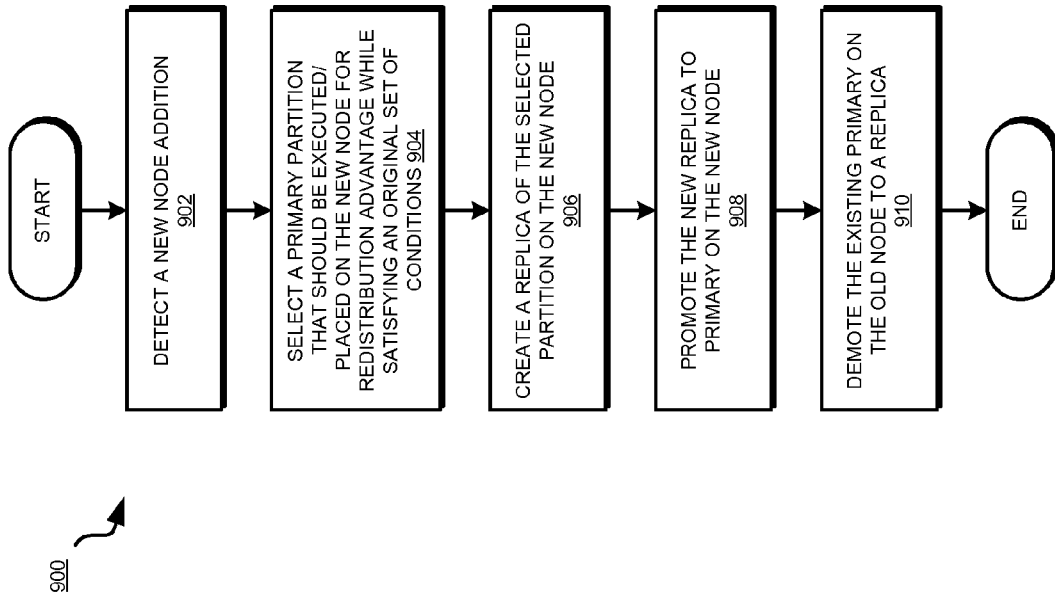 900
START
DETECT A NEW NODE ADDITION
902
SELECT A PRIMARY PARTITION
THAT SHOULD BE EXECUTED/
PLACED ON THE NEW NODE FOR
REDISTRIBUTION ADVANTAGE WHILE
SATISFYING AN ORIGINAL SET OF
CONDITIONS 904
CREATE A REPLICA OF THE SELECTED
PARTITION ON THE NEW NODE
906
PROMOTE THE NEW REPLICA TO
PRIMARY ON THE NEW NODE
908
DEMOTE THE EXISTING PRIMARY ON
THE OLD NODE TO A REPLICA
910
END